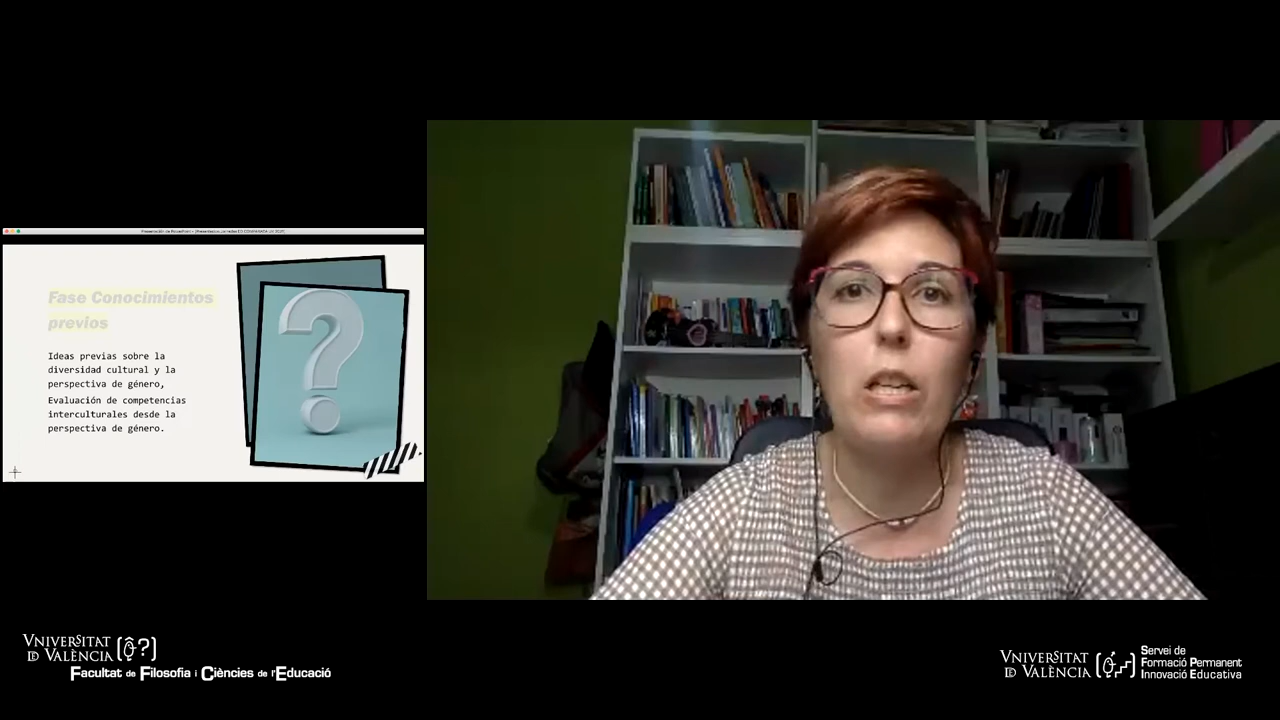 Fase Conocimientos
previos
Ideas previas sobre la
diversidad cultural y la
perspectiva de género,
Evaluación de competencias
interculturales desde la
perspectiva de género.
VNIVERSITAT
ID VALÈNCIA
Facultat de Filosofia i Ciències de l'Educació
VNIVERSITAT
ID VALÈNCIA
Servei de
Formació Permanent
Innovació Educativa